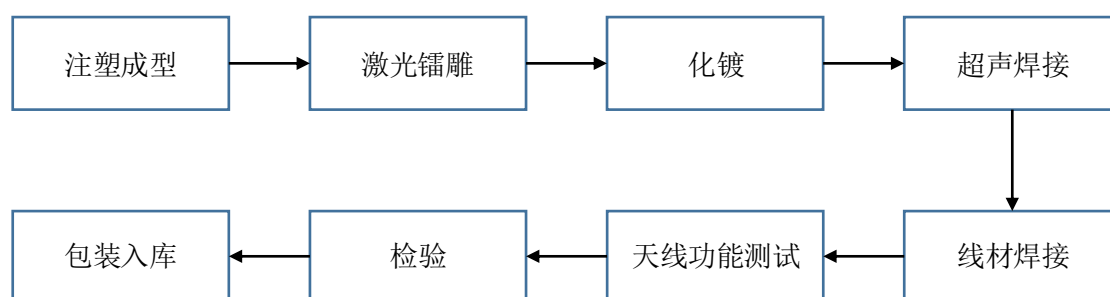 注塑成型
激光镭雕
化镀
超声焊接
线材焊接
天线功能测试
检验
包装入库